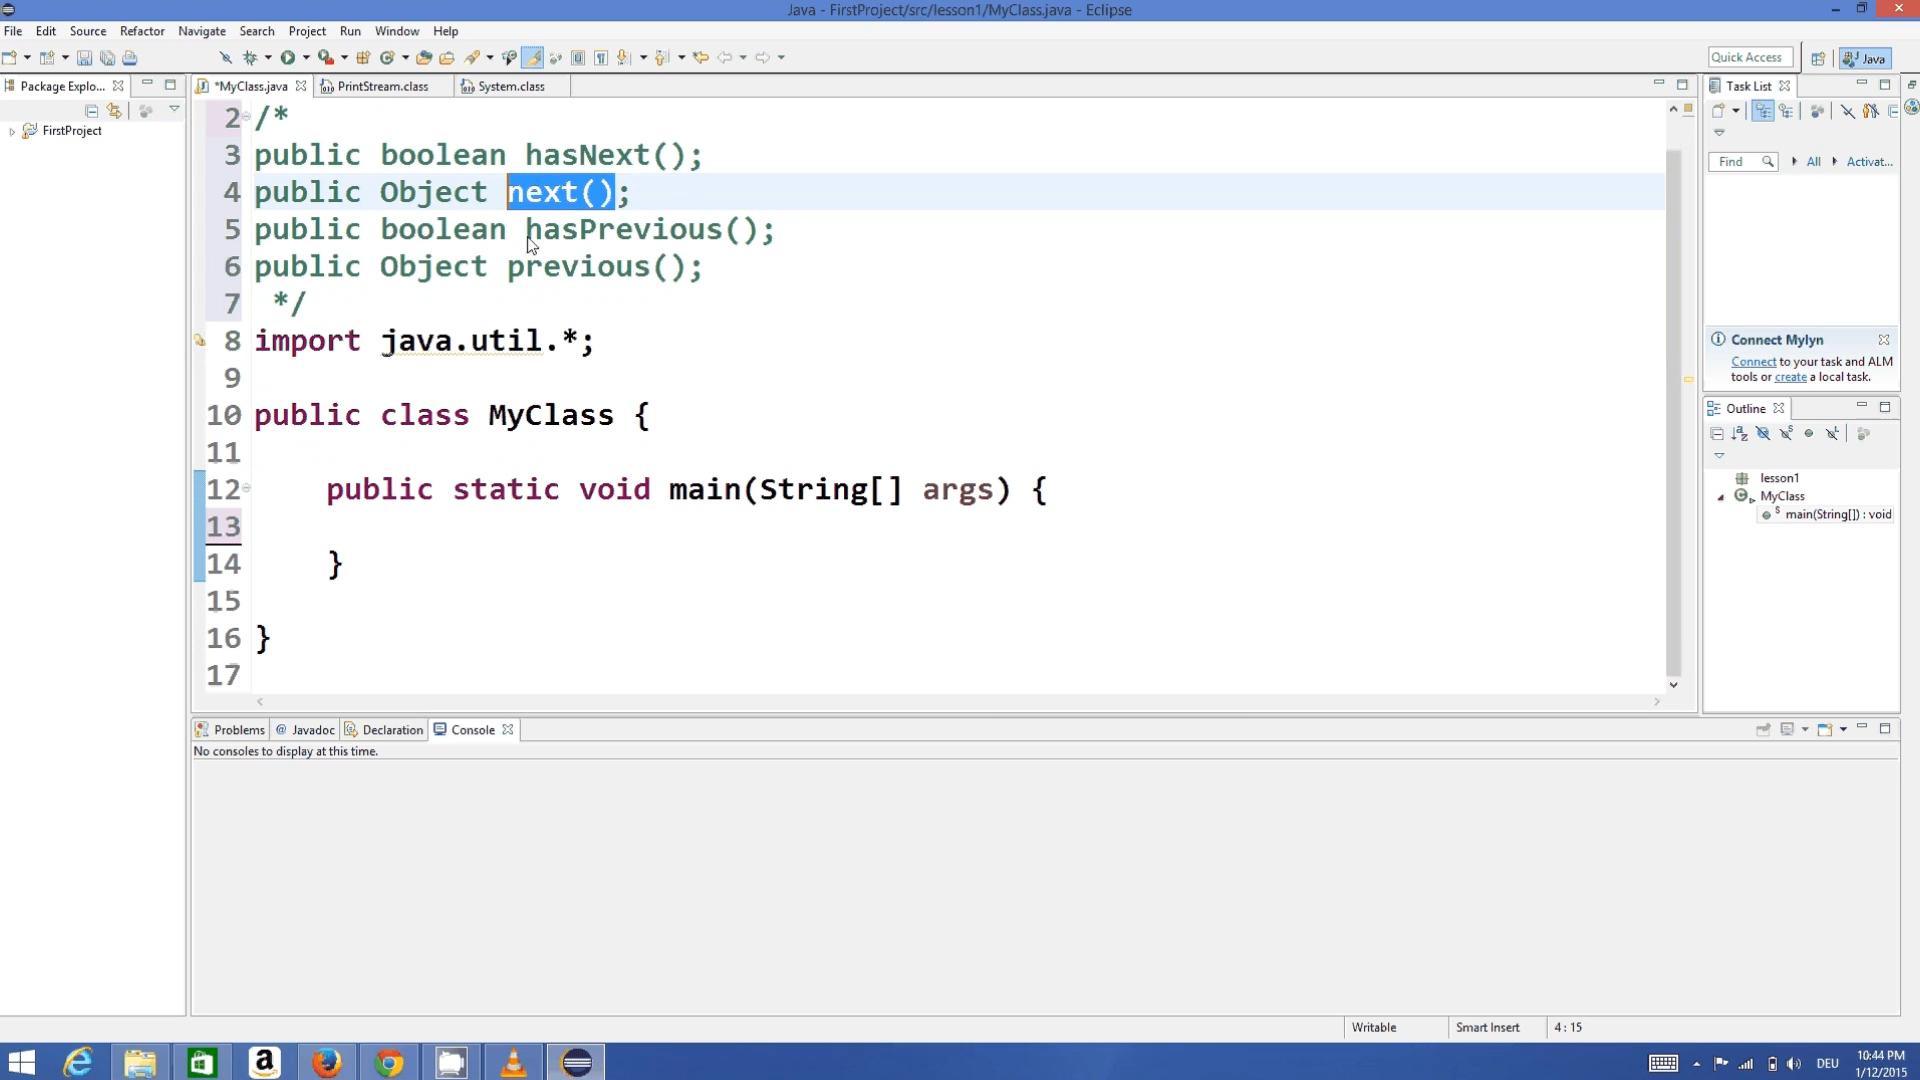 Java - FirstProject/src/lesson1/MyClass.java - Eclipse
File Edit Source Refactor Navigate Search Project Run Window Help
Quick Access
Java
Package Explo...
*MyClass.java
PrintStream.class
System.class
Task List
FirstProject
2 /*
3 public boolean hasNext();
4 public Object next();
5 public boolean hasPrevious();
6 public Object previous();
7 */
8 import java.util.*;
9
10 public class MyClass {
11
12 public static void main(String[] args) {
13
14 }
15
16 }
17
Find
All
Activat...
Connect Mylyn
Connect to your task and ALM
tools or create a local task.
Outline
lesson1
MyClass
main(String[]) : void
Problems
@ Javadoc
Declaration
Console
No consoles to display at this time.
Writable
Smart Insert
4 : 15
DEU
10:44 PM
1/12/2015